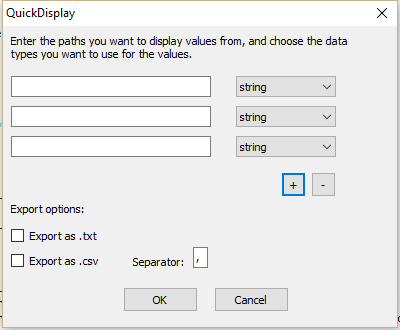 QuickDisplay
Enter the paths you want to display values from, and choose the data
types you want to use for the values.
string
string
string
+ -
Export options:
Export as .txt
Export as .csv Separator: ,
OK Cancel